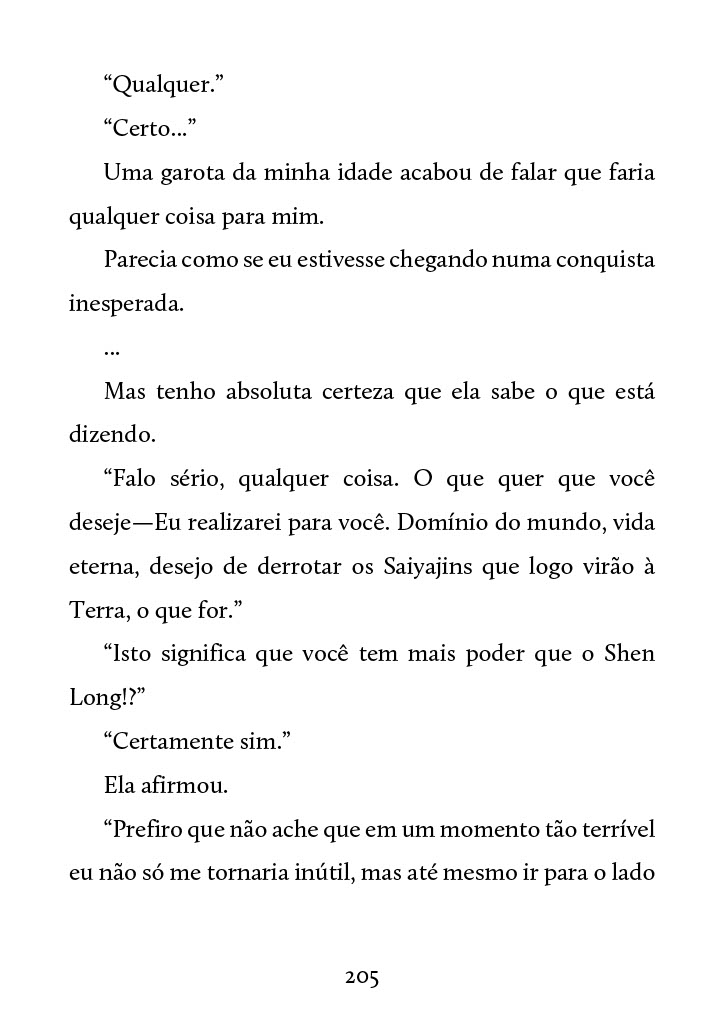 “Qualquer.”
“Certo...”
Uma garota da minha idade acabou de falar que faria
qualquer coisa para mim.
Parecia como se eu estivesse chegando numa conquista
inesperada.
...
Mas tenho absoluta certeza que ela sabe o que está
dizendo.
“Falo sério, qualquer coisa. O que quer que você
deseje—Eu realizarei para você. Domínio do mundo, vida
eterna, desejo de derrotar os Saiyajins que logo virão à
Terra, o que for.”
“Isto significa que você tem mais poder que o Shen
Long!?”
“Certamente sim.”
Ela afirmou.
“Prefiro que não ache que em um momento tão terrível
eu não só me tornaria inútil, mas até mesmo ir para o lado
205